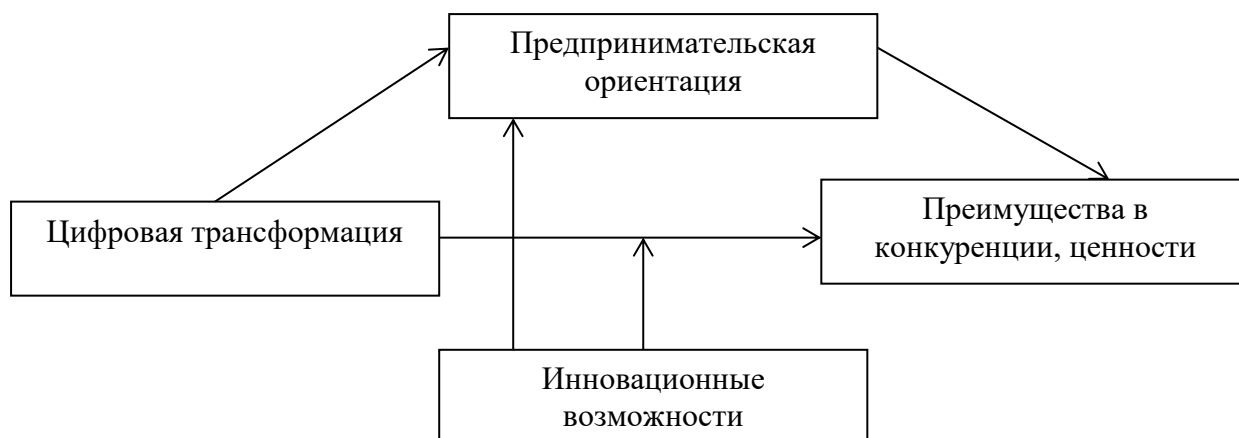 Предпринимательская
ориентация
Цифровая трансформация
Преимущества в
конкуренции, ценности
Инновационные
возможности